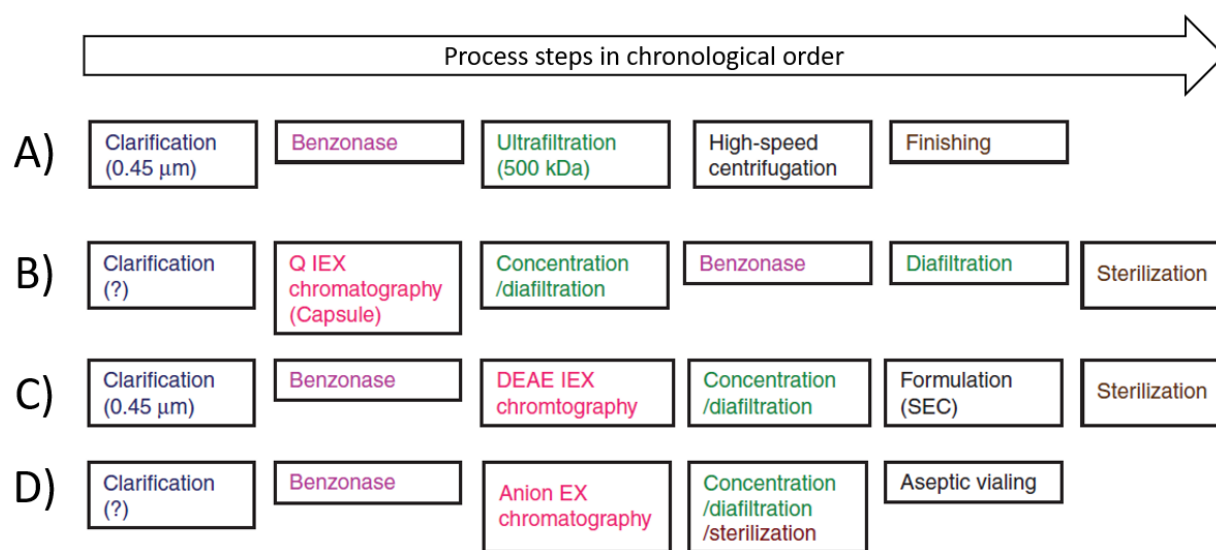 Process steps in chronological order
A)
Clarification
(0.45 μm)
Benzonase
Ultrafiltration
(500 kDa)
High-speed
centrifugation
Finishing
B)
Clarification
(?)
Q IEX
chromatography
(Capsule)
Concentration
/diafiltration
Benzonase
Diafiltration
Sterilization
C)
Clarification
(0.45 μm)
Benzonase
DEAE IEX
chromtography
Concentration
/diafiltration
Formulation
(SEC)
Sterilization
D)
Clarification
(?)
Benzonase
Anion EX
chromatography
Concentration
/diafiltration
/sterilization
Aseptic vialing